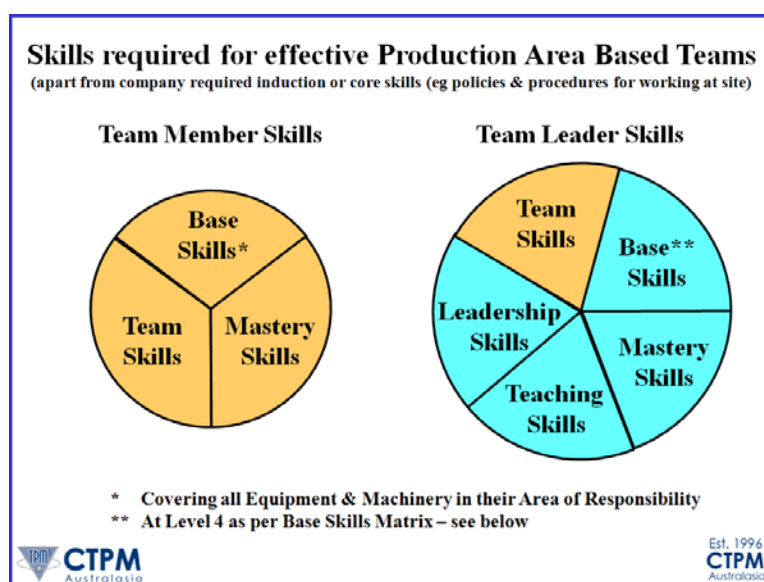 Skills required for effective Production Area Based Teams
(apart from company required induction or core skills (eg policies & procedures for working at site)
Team Member Skills
Base
Skills*
Team
Skills
Mastery
Skills
Team Leader Skills
Team
Skills
Base**
Skills
Leadership
Skills
Mastery
Skills
Teaching
Skills
* Covering all Equipment & Machinery in their Area of Responsibility
** At Level 4 as per Base Skills Matrix – see below
TPM
CTPM
Australasia
Est. 1996
CTPM
Australasia